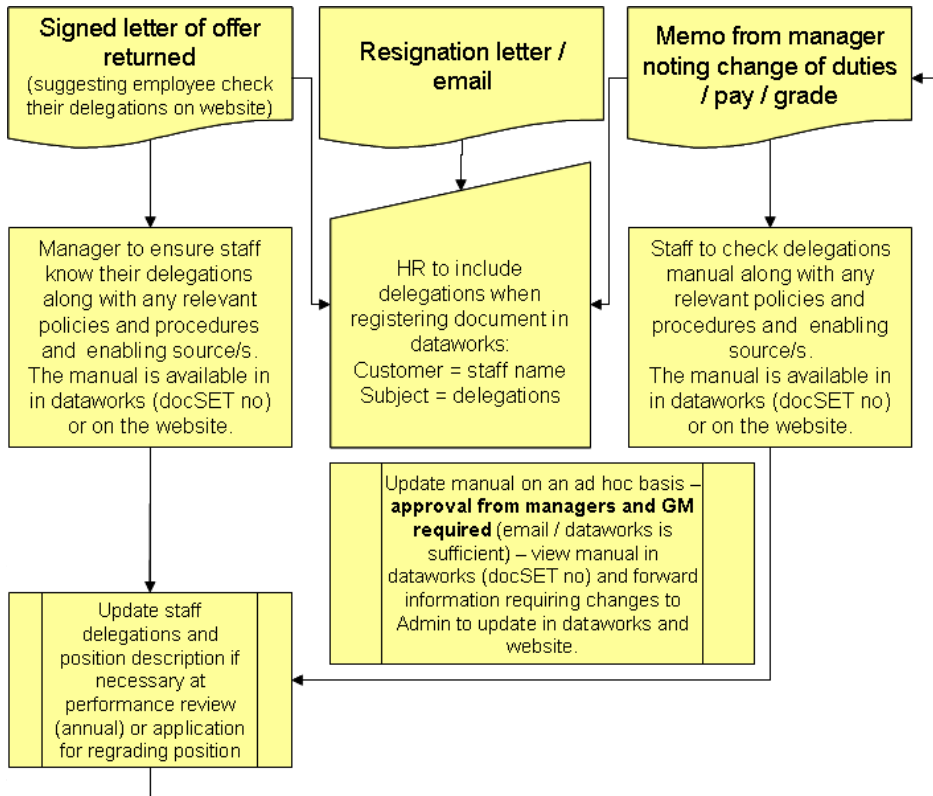 Signed letter of offer
returned
(suggesting employee check
their delegations on website)
Resignation letter /
email
Memo from manager
noting change of duties
/ pay / grade
Manager to ensure staff
know their delegations
along with any relevant
policies and procedures
and enabling source/s.
The manual is available in
in dataworks (docSET no)
or on the website.
HR to include
delegations when
registering document in
dataworks:
Customer = staff name
Subject = delegations
Staff to check delegations
manual along with any
relevant policies and
procedures and enabling
source/s.
The manual is available in
in dataworks (docSET no)
or on the website.
Update manual on an ad hoc basis –
approval from managers and GM
required (email / dataworks is
sufficient) – view manual in
dataworks (docSET no) and forward
information requiring changes to
Admin to update in dataworks and
website.
Update staff
delegations and
position description if
necessary at
performance review
(annual) or application
for regrading position